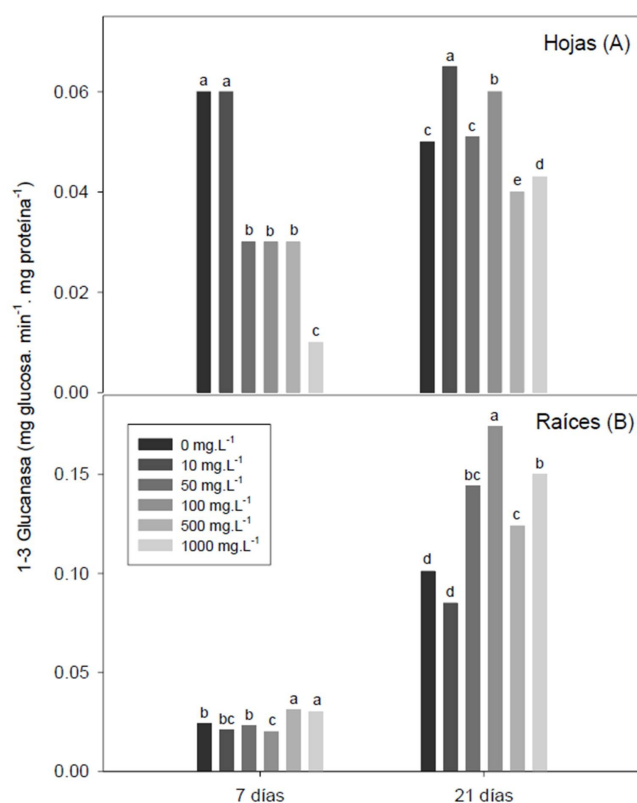 Hojas (A)
a a b b b c
c a c b e d
0.06
0.04
0.02
0.00
1-3 Glucanasa (mg glucosa. min⁻¹. mg proteína⁻¹)
Raíces (B)
0 mg.L⁻¹
10 mg.L⁻¹
50 mg.L⁻¹
100 mg.L⁻¹
500 mg.L⁻¹
1000 mg.L⁻¹
b bc b c a a
d d bc a c b
0.15
0.10
0.05
0.00
7 días 21 días